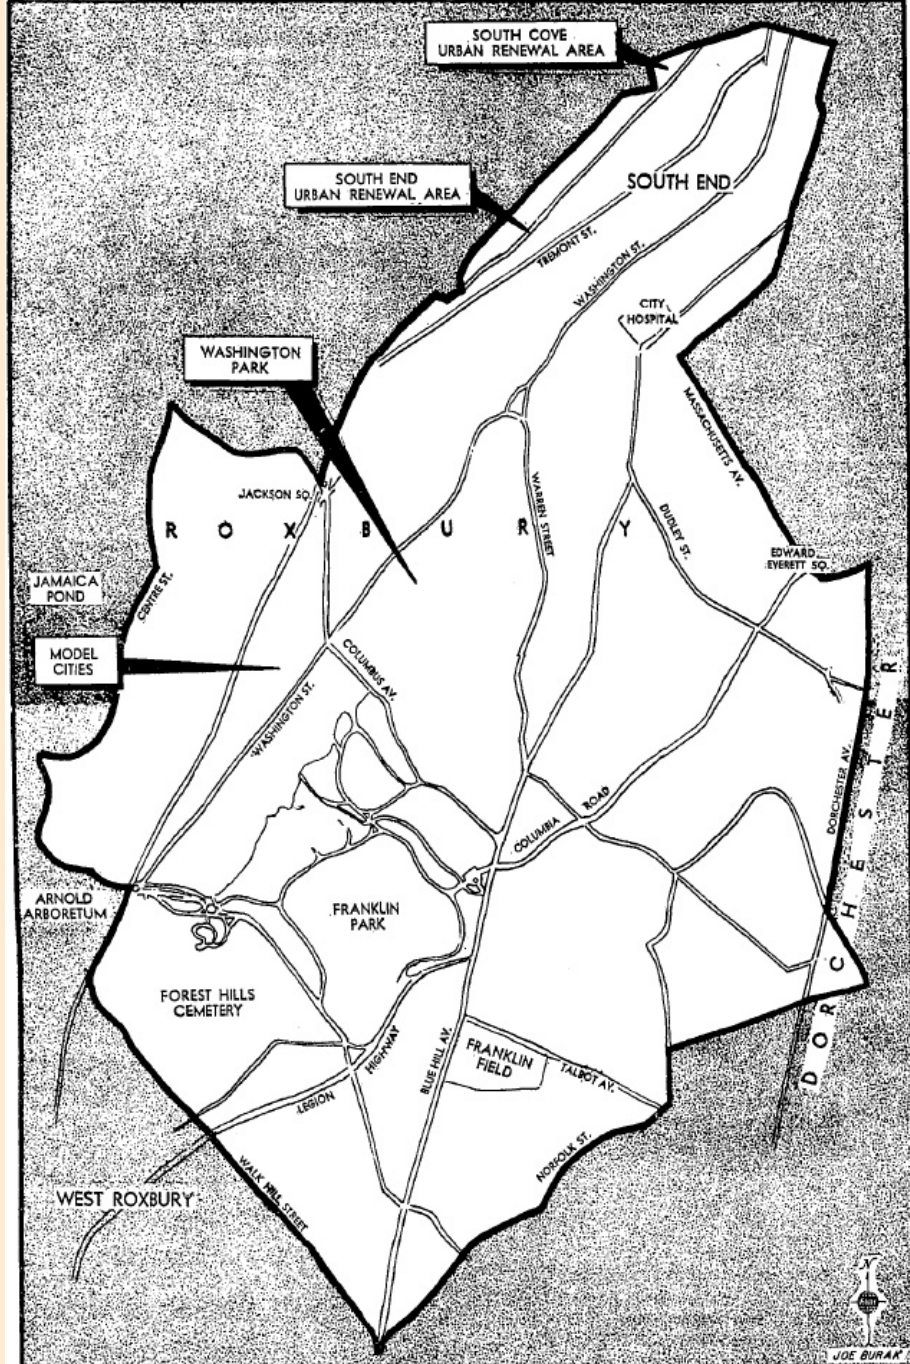 SOUTH COVE
URBAN RENEWAL AREA
SOUTH END
URBAN RENEWAL AREA
SOUTH END
TREMONT ST.
WASHINGTON ST.
CITY
HOSPITAL
WASHINGTON
PARK
MASSACHUSETTS AV.
JACKSON SQ.
WARREN STREET
DUDLEY ST.
ROXBURY
EDWARD
EVERETT SQ.
JAMAICA
POND
CENTRE ST.
MODEL
CITIES
COLUMBUS AV.
WASHINGTON ST.
DORCHESTER AV.
DORCHESTER
COLUMBIA ROAD
ARNOLD
ARBORETUM
FRANKLIN
PARK
FOREST HILLS
CEMETERY
LEGION HIGHWAY
BLUE HILL AV.
FRANKLIN
FIELD
TALBOT AV.
NORFOLK ST.
WALK HILL STREET
WEST ROXBURY
N
JOE BURAK